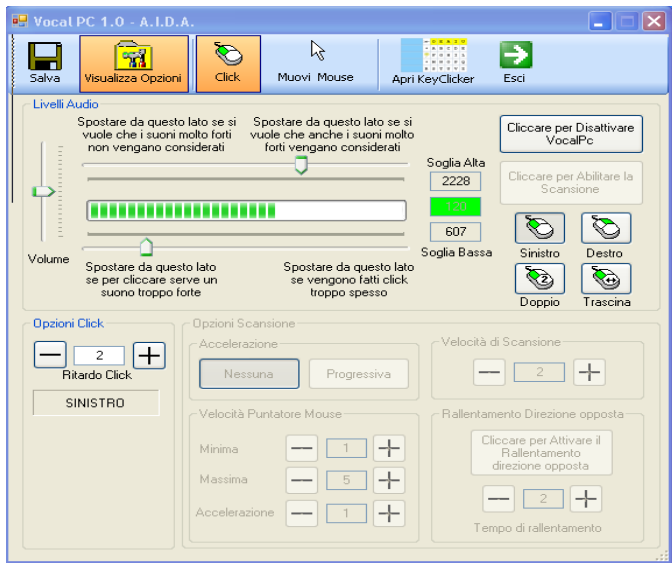 Vocal PC 1.0 - A.I.D.A.
Salva
Visualizza Opzioni
Click
Muovi Mouse
Apri KeyClicker
Esci
Livelli Audio
Spostare da questo lato se si
vuole che i suoni molto forti
non vengano considerati
Spostare da questo lato se si
vuole che anche i suoni molto
forti vengano considerati
Volume
Spostare da questo lato
se per cliccare serve un
suono troppo forte
Spostare da questo lato
se vengono fatti click
troppo spesso
Soglia Alta
2228
120
607
Soglia Bassa
Cliccare per Disattivare
VocalPc
Cliccare per Abilitare la
Scansione
Sinistro
Destro
2
Doppio
Trascina
Opzioni Click
2
Ritardo Click
SINISTRO
Opzioni Scansione
Accelerazione
Nessuna
Progressiva
Velocità Puntatore Mouse
Minima
1
Massima
5
Accelerazione
1
Velocità di Scansione
2
Rallentamento Direzione opposta
Cliccare per Attivare il
Rallentamento
direzione opposta
2
Tempo di rallentamento